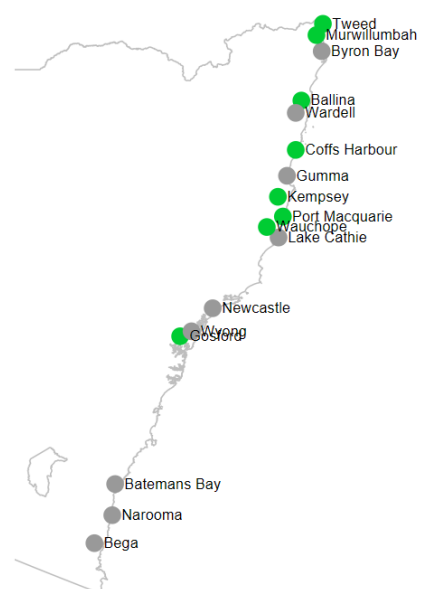 Tweed
Murwillumbah
Byron Bay
Ballina
Wardell
Coffs Harbour
Gumma
Kempsey
Port Macquarie
Wauchope
Lake Cathie
Newcastle
Wyong
Gosford
Batemans Bay
Narooma
Bega